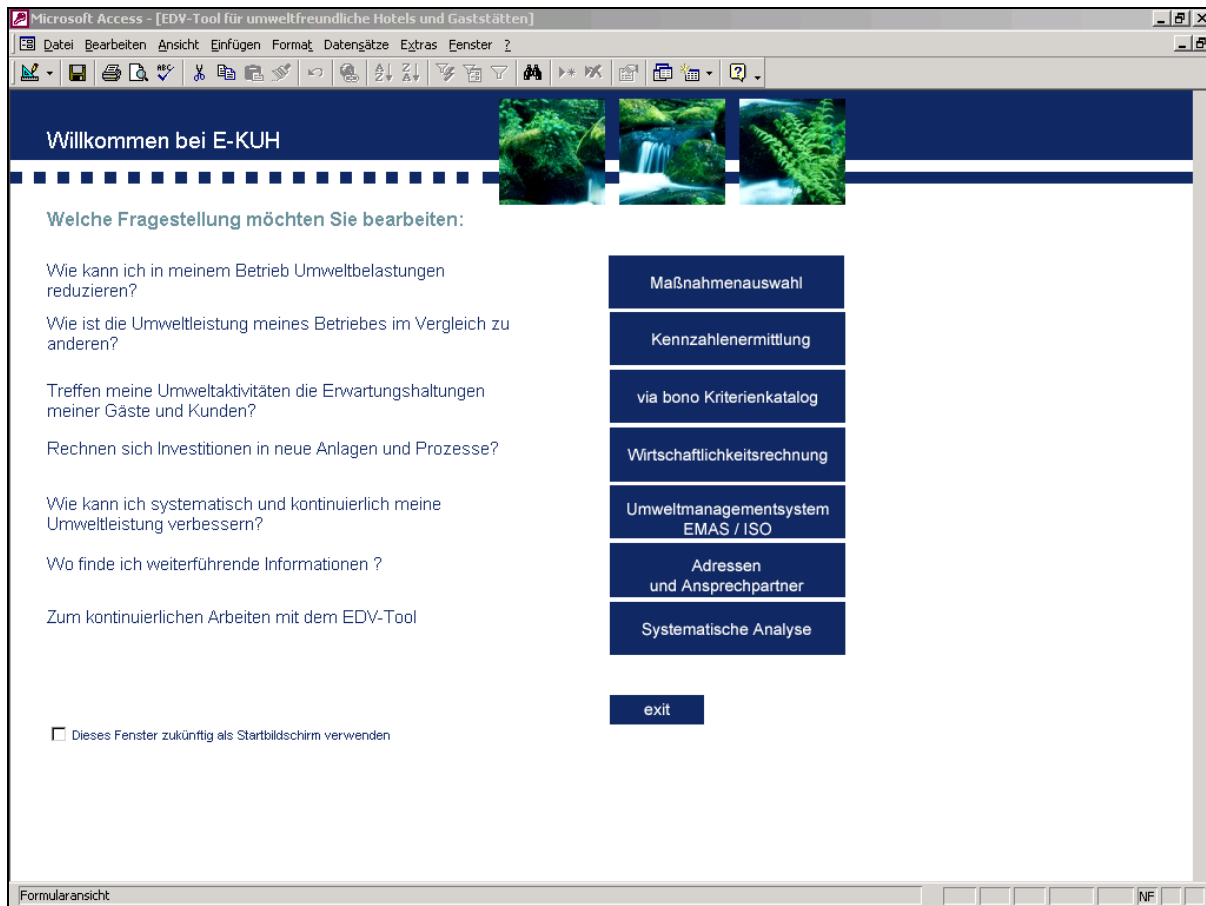 Microsoft Access - [EDV-Tool für umweltfreundliche Hotels und Gaststätten]
Datei Bearbeiten Ansicht Einfügen Format Datensätze Extras Fenster ?
Willkommen bei E-KUH
Welche Fragestellung möchten Sie bearbeiten:
Wie kann ich in meinem Betrieb Umweltbelastungen
reduzieren?
Maßnahmenauswahl
Wie ist die Umweltleistung meines Betriebes im Vergleich zu
anderen?
Kennzahlenermittlung
Treffen meine Umweltaktivitäten die Erwartungshaltungen
meiner Gäste und Kunden?
via bono Kriterienkatalog
Rechnen sich Investitionen in neue Anlagen und Prozesse?
Wirtschaftlichkeitsrechnung
Wie kann ich systematisch und kontinuierlich meine
Umweltleistung verbessern?
Umweltmanagementsystem
EMAS / ISO
Wo finde ich weiterführende Informationen ?
Adressen
und Ansprechpartner
Zum kontinuierlichen Arbeiten mit dem EDV-Tool
Systematische Analyse
exit
Dieses Fenster zukünftig als Startbildschirm verwenden
Formularansicht
NF